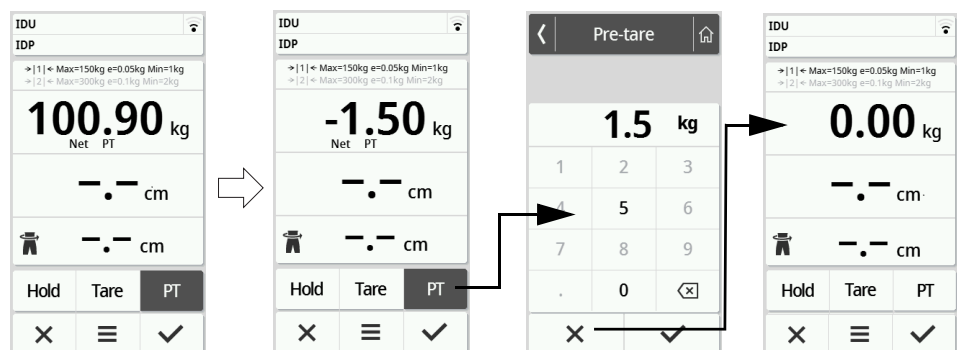 IDU
IDP
→|1|← Max=150kg e=0.05kg Min=1kg
→|2|← Max=300kg e=0.1kg Min=2kg
100.90 kg
Net PT
–.– cm
–.– cm
Hold Tare PT
IDU
IDP
→|1|← Max=150kg e=0.05kg Min=1kg
→|2|← Max=300kg e=0.1kg Min=2kg
-1.50 kg
Net PT
–.– cm
–.– cm
Hold Tare PT
Pre-tare
1.5 kg
1 2 3
4 5 6
7 8 9
. 0
IDU
IDP
→|1|← Max=150kg e=0.05kg Min=1kg
→|2|← Max=300kg e=0.1kg Min=2kg
0.00 kg
–.– cm
–.– cm
Hold Tare PT